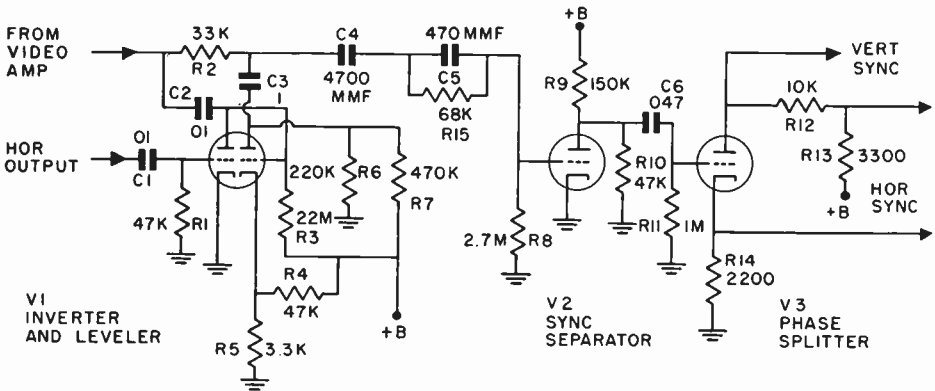 FROM
VIDEO
AMP
33K
R2
C4
4700
MMF
470 MMF
C5
68K
R15
+B
R9
150K
C6
047
VERT
SYNC
10K
R12
R13
3300
+B
HOR
SYNC
C2
01
C3
1
HOR
OUTPUT
01
C1
47K
R1
220K
R6
470K
R7
22M
R3
R4
47K
+B
R5
3.3K
2.7M
R8
R10
47K
R11
1M
R14
2200
V1
INVERTER
AND LEVELER
V2
SYNC
SEPARATOR
V3
PHASE
SPLITTER